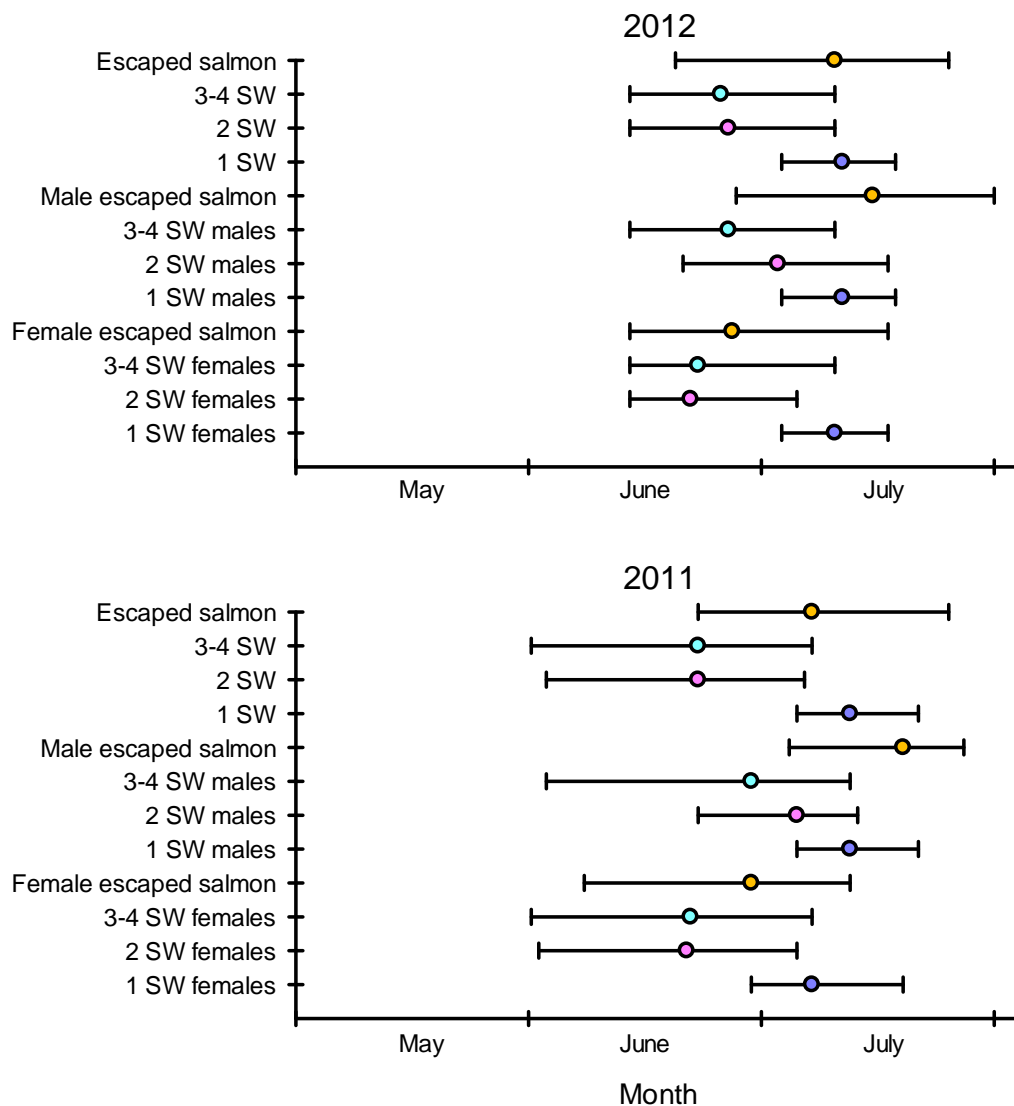 2012
Escaped salmon
3-4 SW
2 SW
1 SW
Male escaped salmon
3-4 SW males
2 SW males
1 SW males
Female escaped salmon
3-4 SW females
2 SW females
1 SW females
May June July
2011
Escaped salmon
3-4 SW
2 SW
1 SW
Male escaped salmon
3-4 SW males
2 SW males
1 SW males
Female escaped salmon
3-4 SW females
2 SW females
1 SW females
May June July
Month